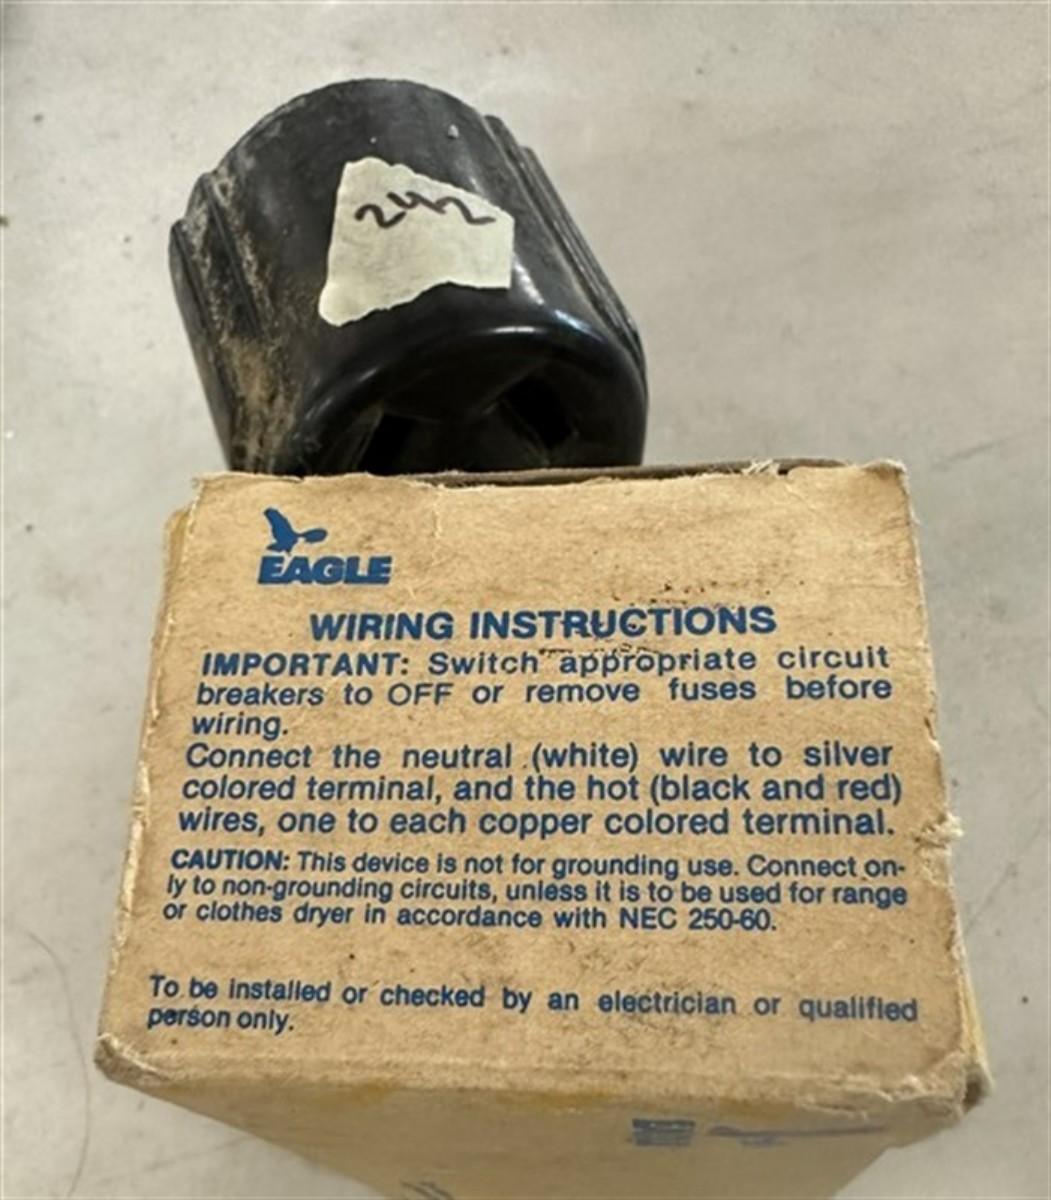 242
EAGLE
WIRING INSTRUCTIONS
IMPORTANT: Switch appropriate circuit
breakers to OFF or remove fuses before
wiring.
Connect the neutral (white) wire to silver
colored terminal, and the hot (black and red)
wires, one to each copper colored terminal.
CAUTION: This device is not for grounding use. Connect on-
ly to non-grounding circuits, unless it is to be used for range
or clothes dryer in accordance with NEC 250-60.
To be installed or checked by an electrician or qualified
person only.